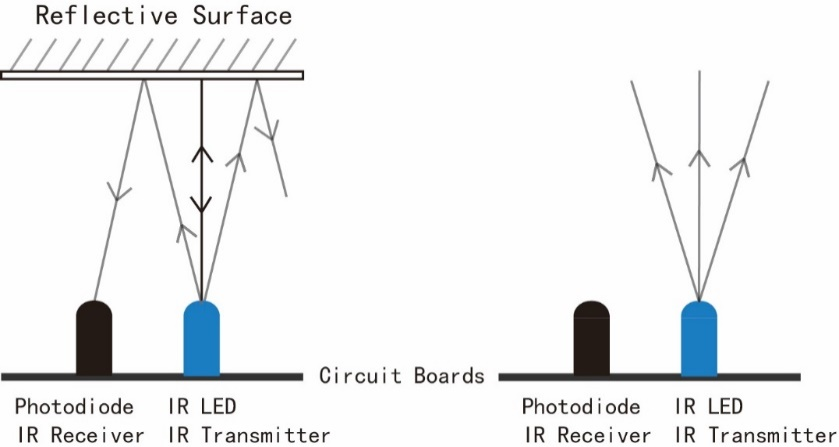 Reflective Surface
Circuit Boards
Photodiode IR LED
IR Receiver IR Transmitter
Photodiode IR LED
IR Receiver IR Transmitter